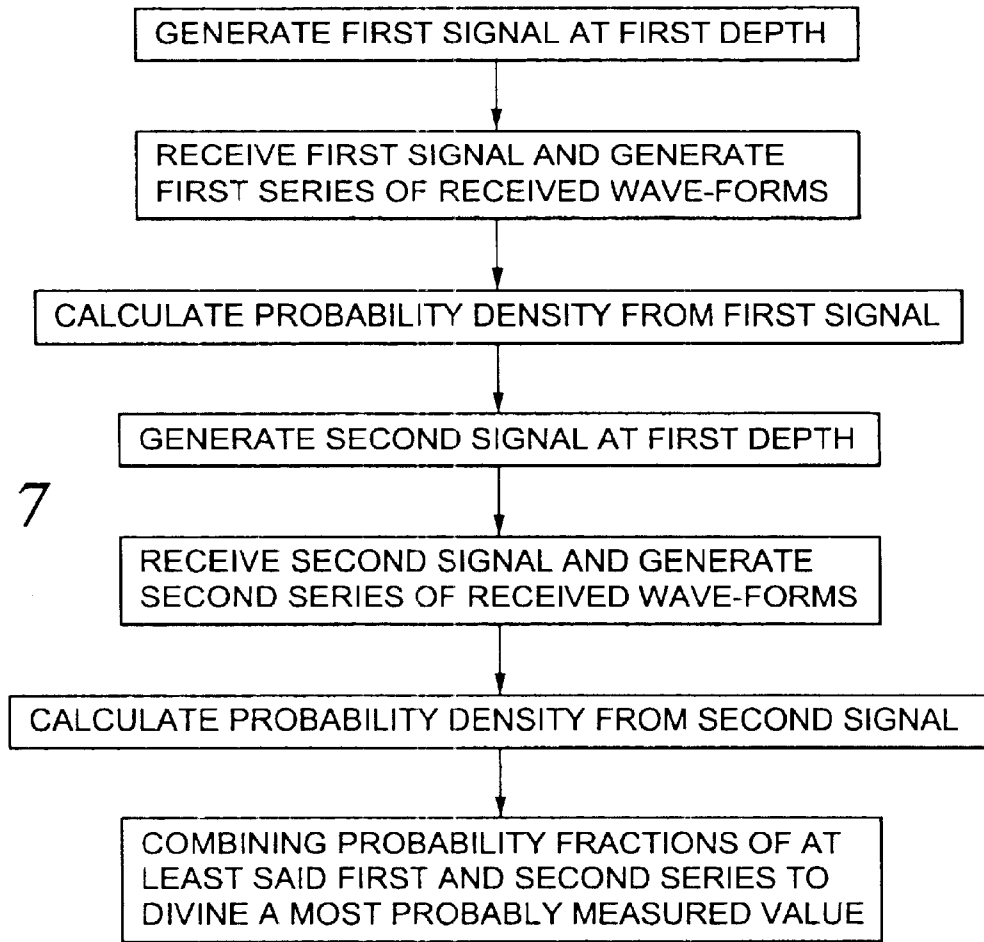 GENERATE FIRST SIGNAL AT FIRST DEPTH
RECEIVE FIRST SIGNAL AND GENERATE
FIRST SERIES OF RECEIVED WAVE-FORMS
CALCULATE PROBABILITY DENSITY FROM FIRST SIGNAL
GENERATE SECOND SIGNAL AT FIRST DEPTH
7
RECEIVE SECOND SIGNAL AND GENERATE
SECOND SERIES OF RECEIVED WAVE-FORMS
CALCULATE PROBABILITY DENSITY FROM SECOND SIGNAL
COMBINING PROBABILITY FRACTIONS OF AT
LEAST SAID FIRST AND SECOND SERIES TO
DIVINE A MOST PROBABLY MEASURED VALUE